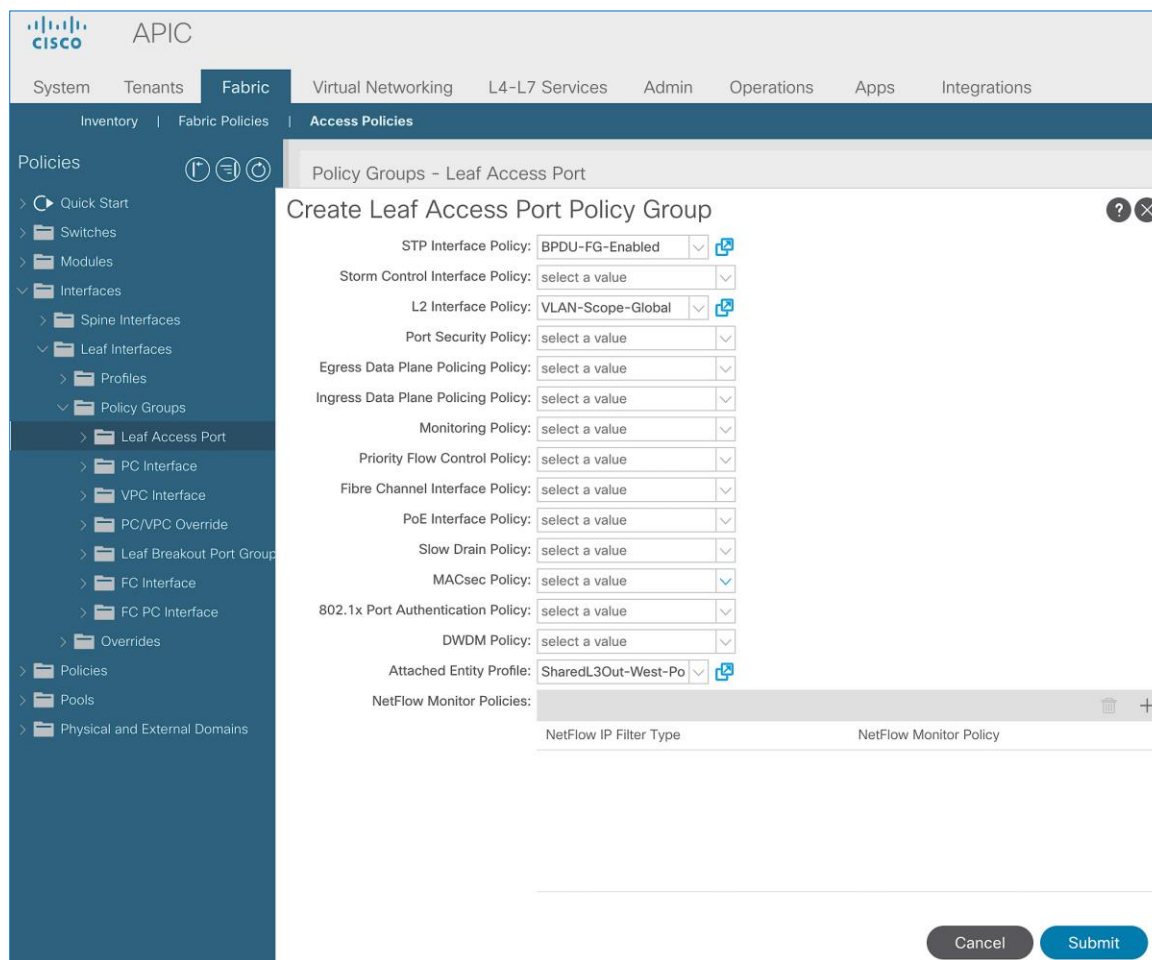 CISCO APIC
System Tenants Fabric Virtual Networking L4-L7 Services Admin Operations Apps Integrations
Inventory | Fabric Policies | Access Policies
Policies
Quick Start
Switches
Modules
Interfaces
Spine Interfaces
Leaf Interfaces
Profiles
Policy Groups
Leaf Access Port
PC Interface
VPC Interface
PC/VPC Override
Leaf Breakout Port Group
FC Interface
FC PC Interface
Overrides
Policies
Pools
Physical and External Domains
Policy Groups - Leaf Access Port
Create Leaf Access Port Policy Group
?
STP Interface Policy: BPDU-FG-Enabled
Storm Control Interface Policy: select a value
L2 Interface Policy: VLAN-Scope-Global
Port Security Policy: select a value
Egress Data Plane Policing Policy: select a value
Ingress Data Plane Policing Policy: select a value
Monitoring Policy: select a value
Priority Flow Control Policy: select a value
Fibre Channel Interface Policy: select a value
PoE Interface Policy: select a value
Slow Drain Policy: select a value
MACsec Policy: select a value
802.1x Port Authentication Policy: select a value
DWDM Policy: select a value
Attached Entity Profile: SharedL3Out-West-Po
NetFlow Monitor Policies:
NetFlow IP Filter Type NetFlow Monitor Policy
Cancel Submit